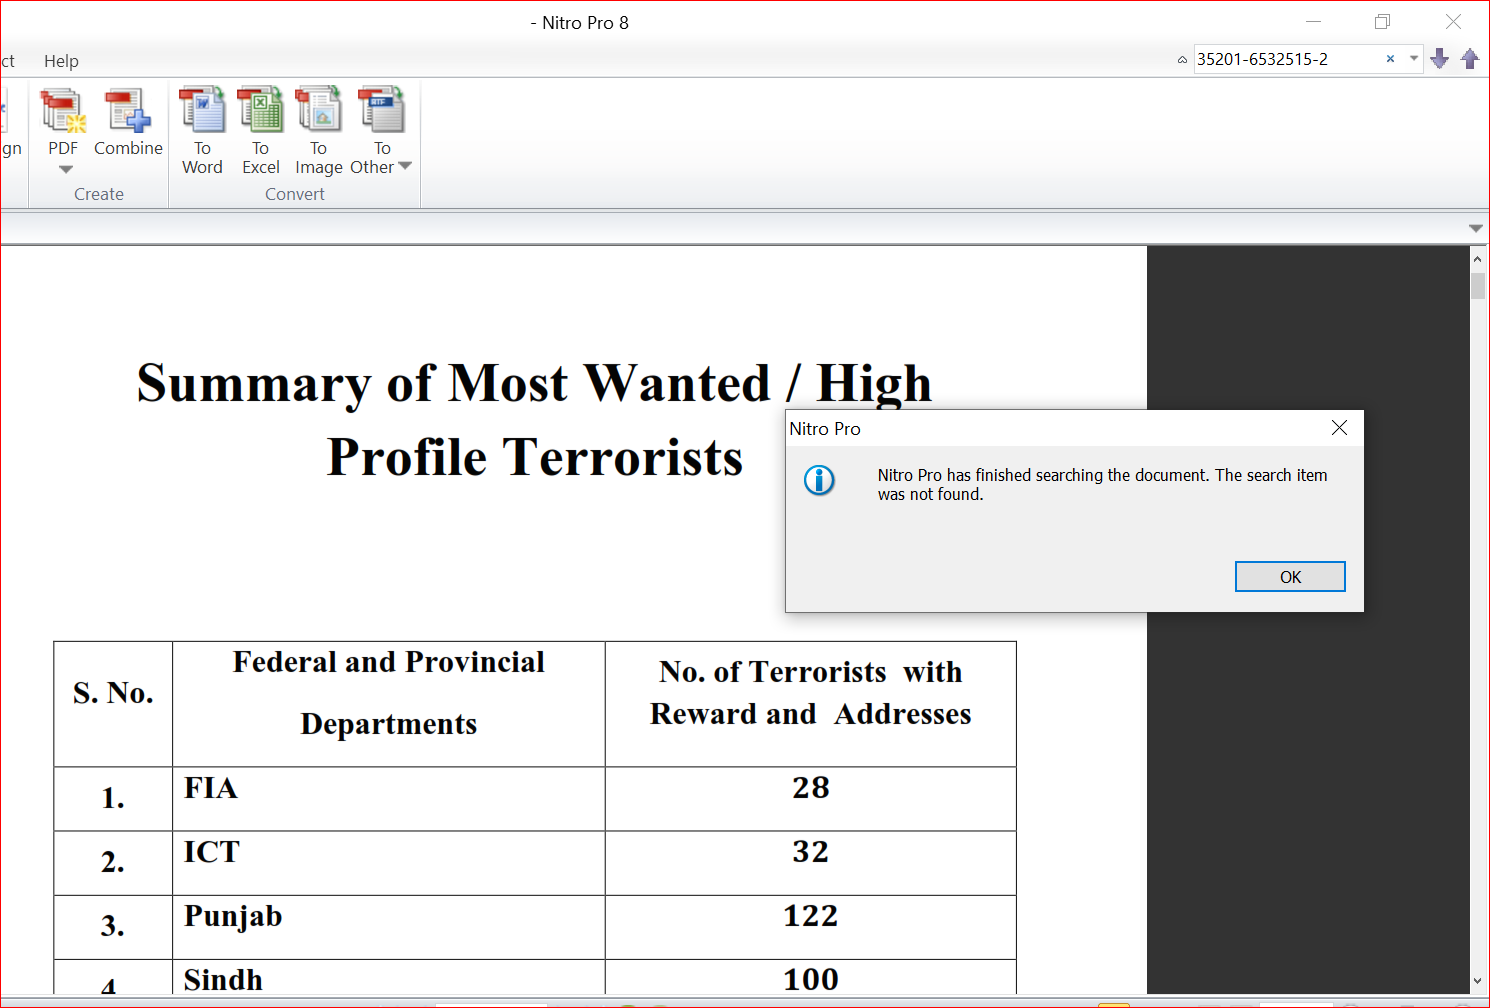 - Nitro Pro 8
ct Help
35201-6532515-2
gn
PDF
Combine
To Word
To Excel
To Image
To Other
Create
Convert
Summary of Most Wanted / High
Profile Terrorists
Nitro Pro
Nitro Pro has finished searching the document. The search item
was not found.
OK
S. No.
Federal and Provincial
Departments
No. of Terrorists with
Reward and Addresses
1. FIA 28
2. ICT 32
3. Punjab 122
4 Sindh 100